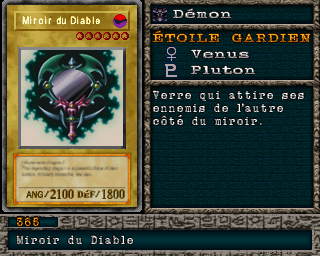 Miroir du Diable
ANG/2100 DéF/1800
Démon
ÉTOILE GARDIEN
Venus
Pluton
Verre qui attire ses
ennemis de l'autre
côté du miroir.
365
Miroir du Diable